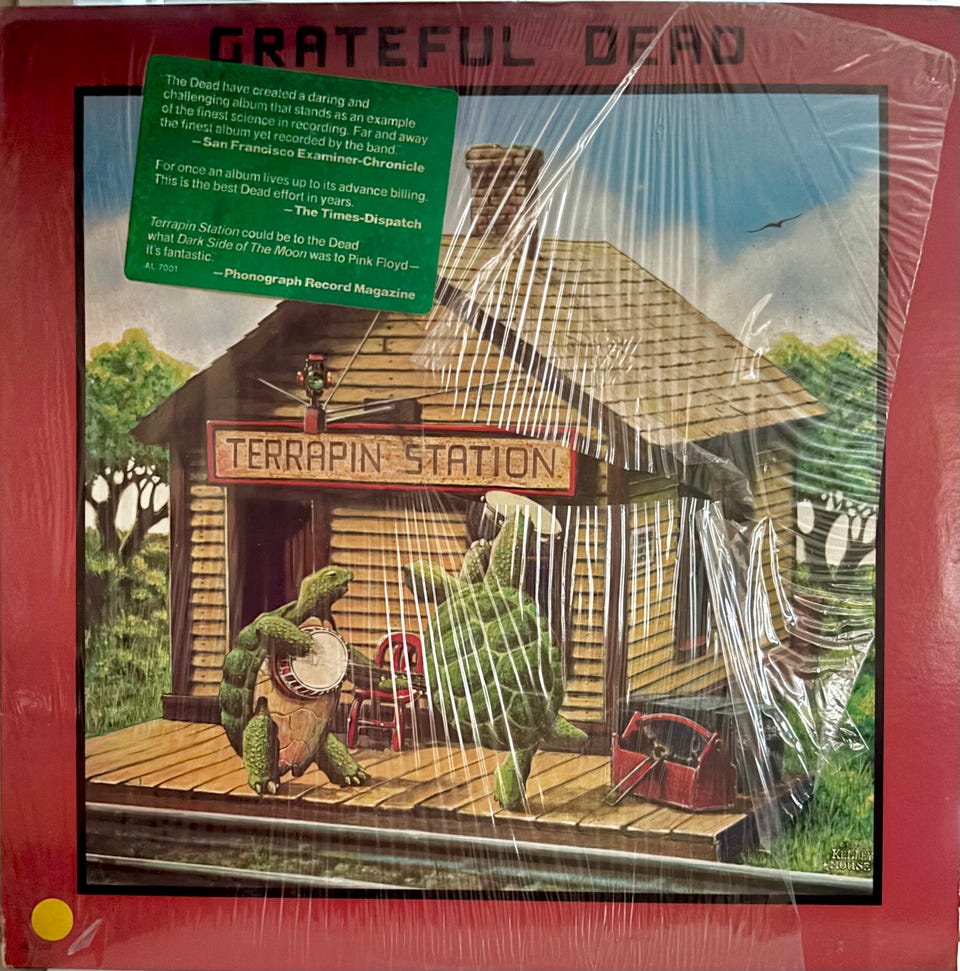 GRATEFUL DEAD
"The Dead have created a daring and
challenging album that stands as an example
of the finest science in recording. Far and away
the finest album yet recorded by the band."
—San Francisco Examiner-Chronicle
For once an album lives up to its advance billing.
This is the best Dead effort in years.
—The Times-Dispatch
Terrapin Station could be to the Dead
what Dark Side of The Moon was to Pink Floyd—
it's fantastic.
AL 7001
—Phonograph Record Magazine
TERRAPIN STATION
KELLEY
MOUSE
AL 7001